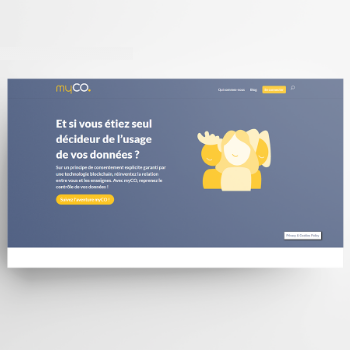 myCO.
Qui sommes-nous Blog
Et si vous étiez seul
décideur de l'usage
de vos données ?
Sur un principe de consentement explicite garanti par
une technologie blockchain, réinventez la relation
entre vous et les enseignes. Avec myCO, reprenez le
contrôle de vos données !
Suivre l'aventure myCO !
Privacy & Cookies Policy